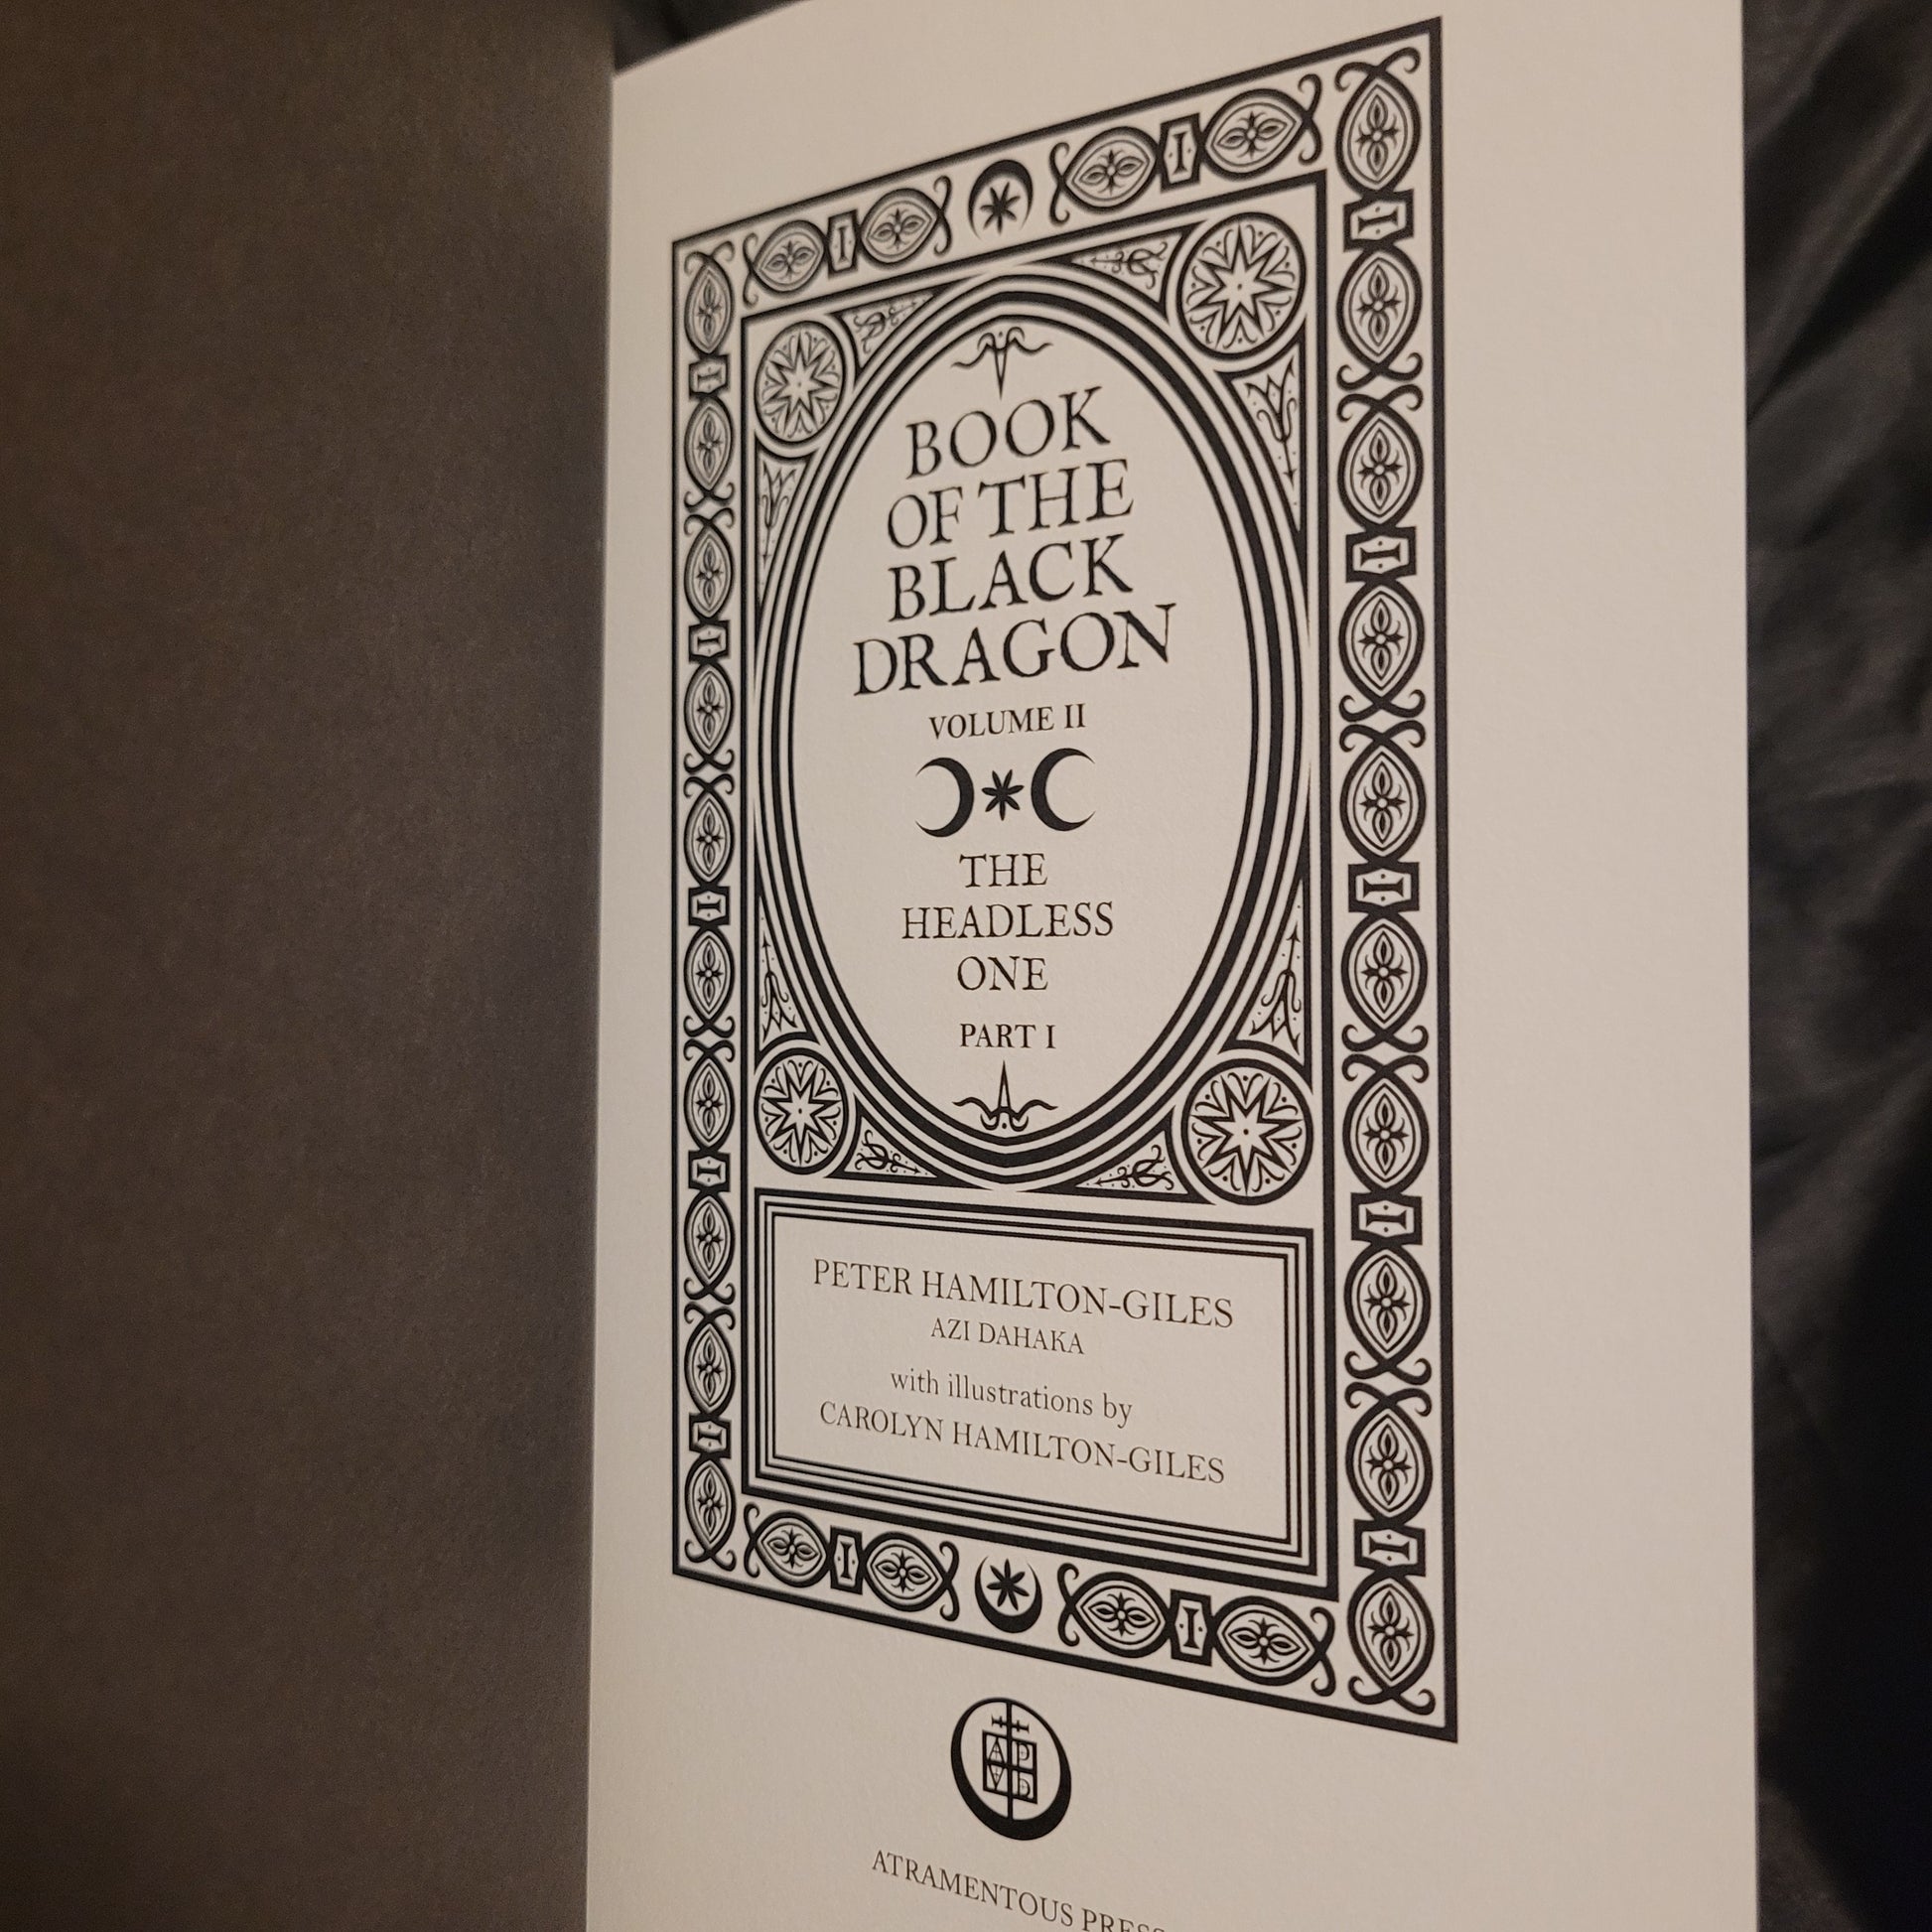 BOOK
OF THE
BLACK
DRAGON
VOLUME II
THE
HEADLESS
ONE
PART I
PETER HAMILTON-GILES
AZI DAHAKA
with illustrations by
CAROLYN HAMILTON-GILES
ATRAMENTOUS PRESS